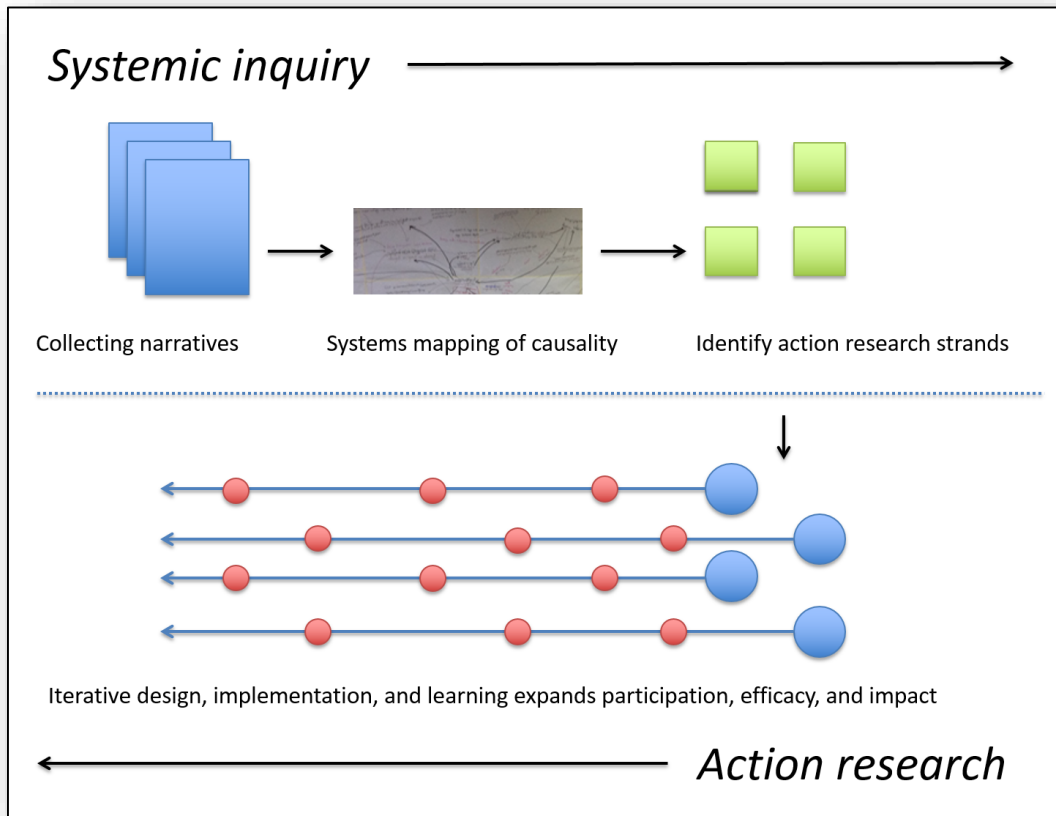 Systemic inquiry
Collecting narratives
Systems mapping of causality
Identify action research strands
Iterative design, implementation, and learning expands participation, efficacy, and impact
Action research